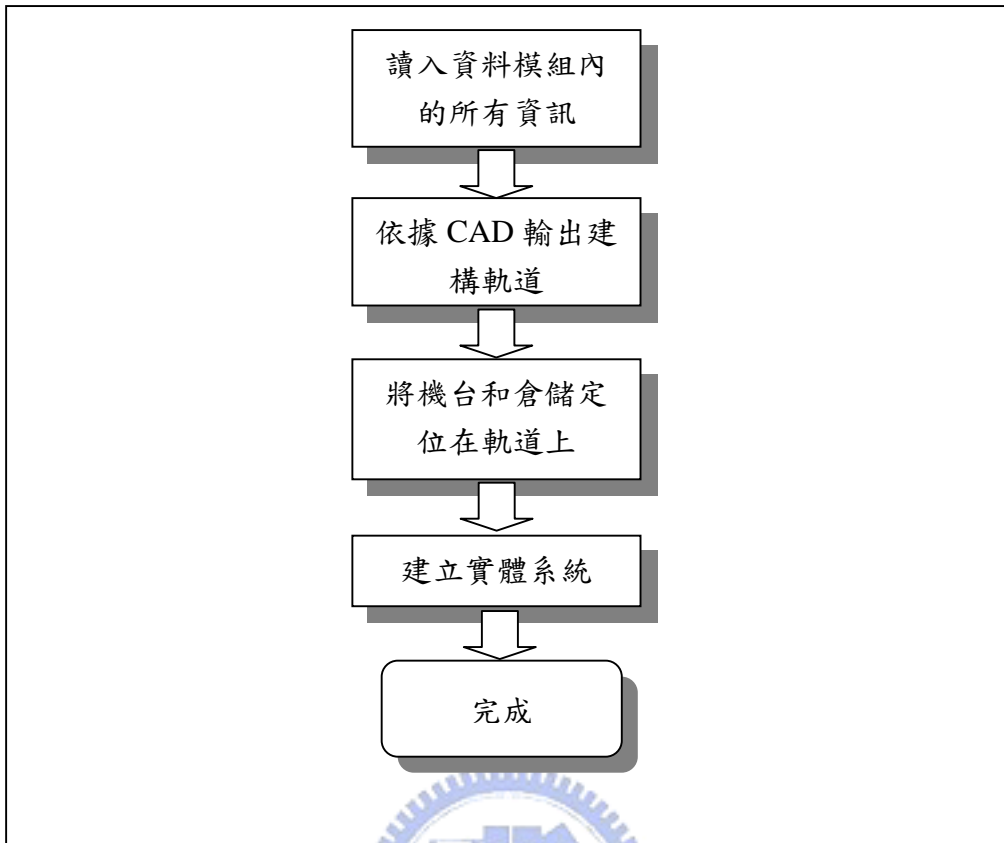 讀入資料模組內
的所有資訊
依據 CAD 輸出建
構軌道
將機台和倉儲定
位在軌道上
建立實體系統
完成